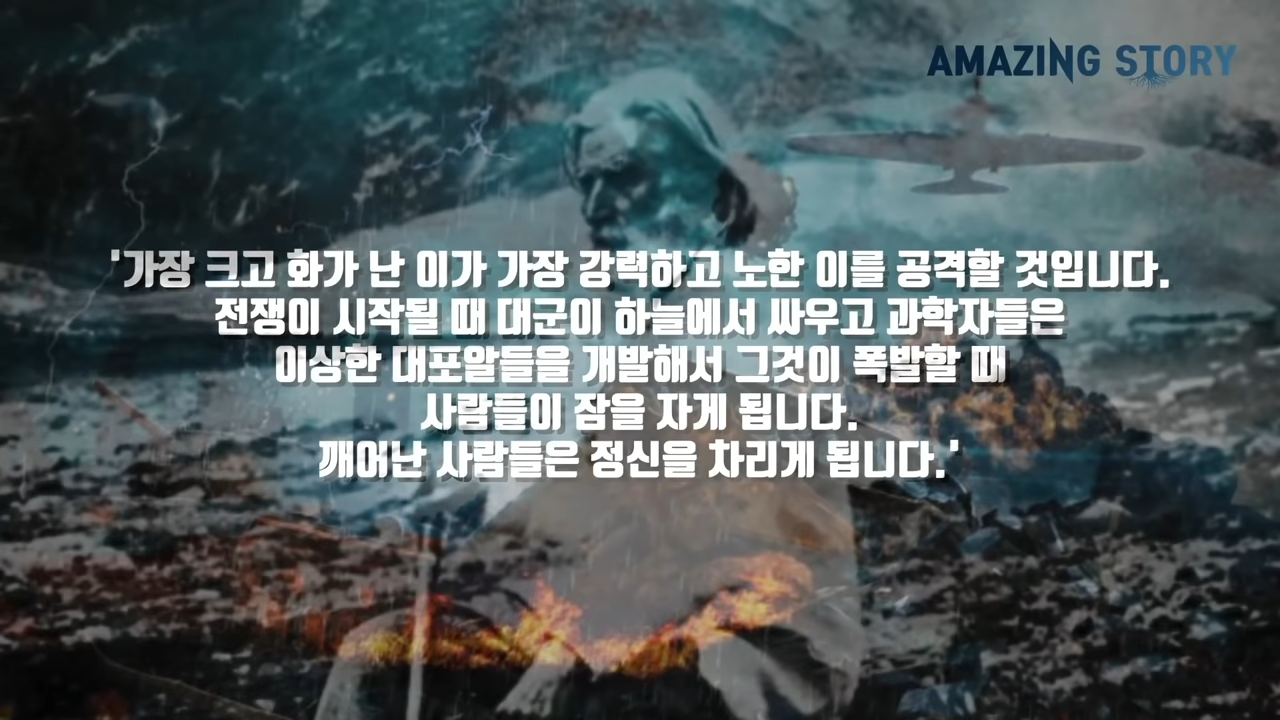 AMAZING STORY
'가장 크고 화가 난 이가 가장 강력하고 노한 이를 공격할 것입니다.
전쟁이 시작될 때 대군이 하늘에서 싸우고 과학자들은
이상한 대포알들을 개발해서 그것이 폭발할 때
사람들이 잠을 자게 됩니다.
깨어난 사람들은 정신을 차리게 됩니다.'